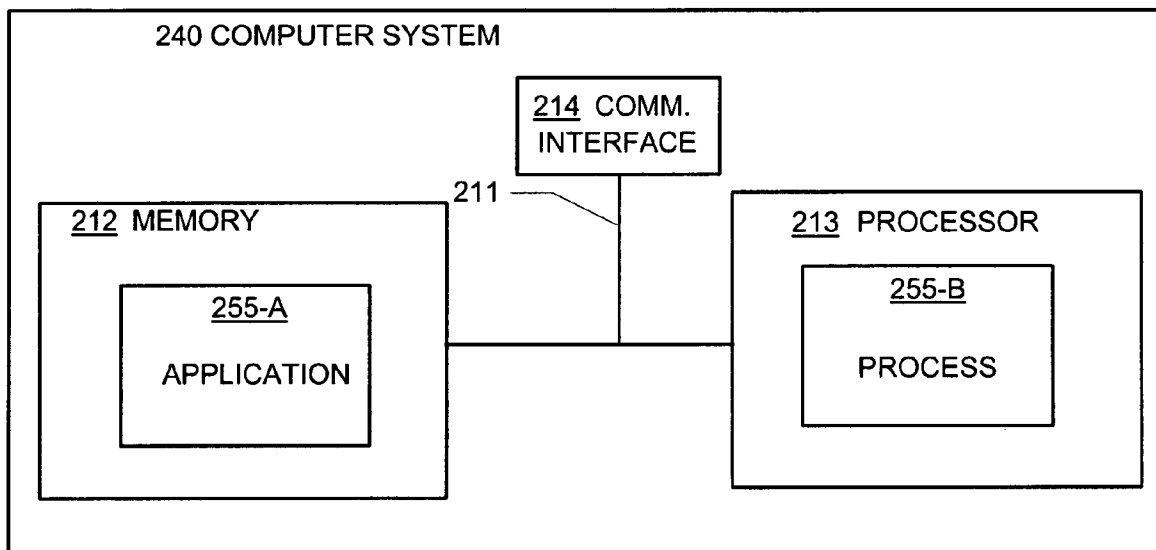 240 COMPUTER SYSTEM
214 COMM.
INTERFACE
211
212 MEMORY
255-A
APPLICATION
213 PROCESSOR
255-B
PROCESS